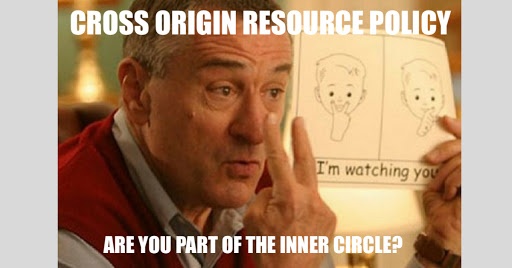 CROSS ORIGIN RESOURCE POLICY
I'm watching you
ARE YOU PART OF THE INNER CIRCLE?